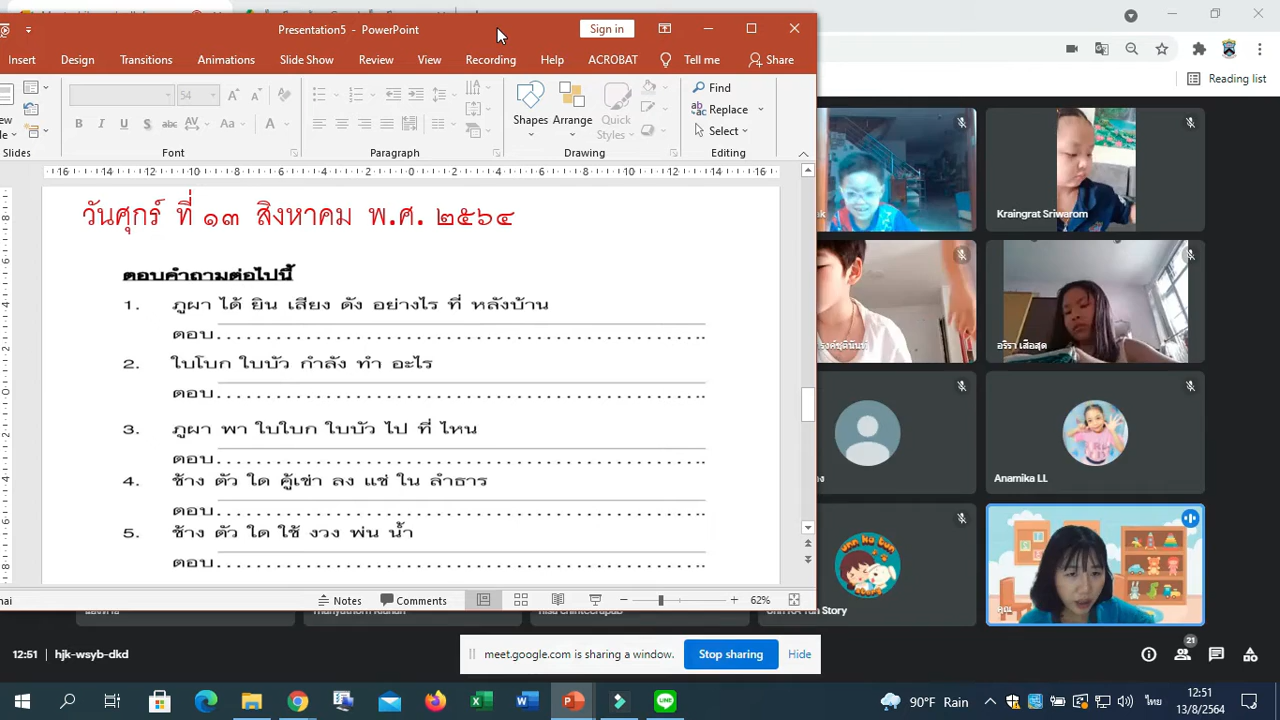 Presentation5 - PowerPoint
Sign in
Insert Design Transitions Animations Slide Show Review View Recording Help ACROBAT Tell me Share
Reading list
54
Find
Replace
Select
Shapes Arrange Quick Styles
Slides Font Paragraph Drawing Editing
วันศุกร์ ที่ ๑๓ สิงหาคม พ.ศ. ๒๕๖๔
ตอบคำถามต่อไปนี้
1. ภูผา ได้ ยิน เสียง ดัง อย่างไร ที่ หลังบ้าน
ตอบ
2. ใบโบก ใบบัว กำลัง ทำ อะไร
ตอบ
3. ภูผา พา ใบโบก ใบบัว ไป ที่ ไหน
ตอบ
4. ช้าง ตัว ใด คู้เข่า ลง แช่ ใน ลำธาร
ตอบ
5. ช้าง ตัว ใด ใช้ งวง พ่น น้ำ
ตอบ
Kraingrat Sriwarom
อริรา เสือสุด
Anamika LL
คุณ
Notes Comments 62%
12:51 hjk-wsyb-dkd
meet.google.com is sharing a window. Stop sharing Hide
21
90°F Rain ไทย
12:51
13/8/2564